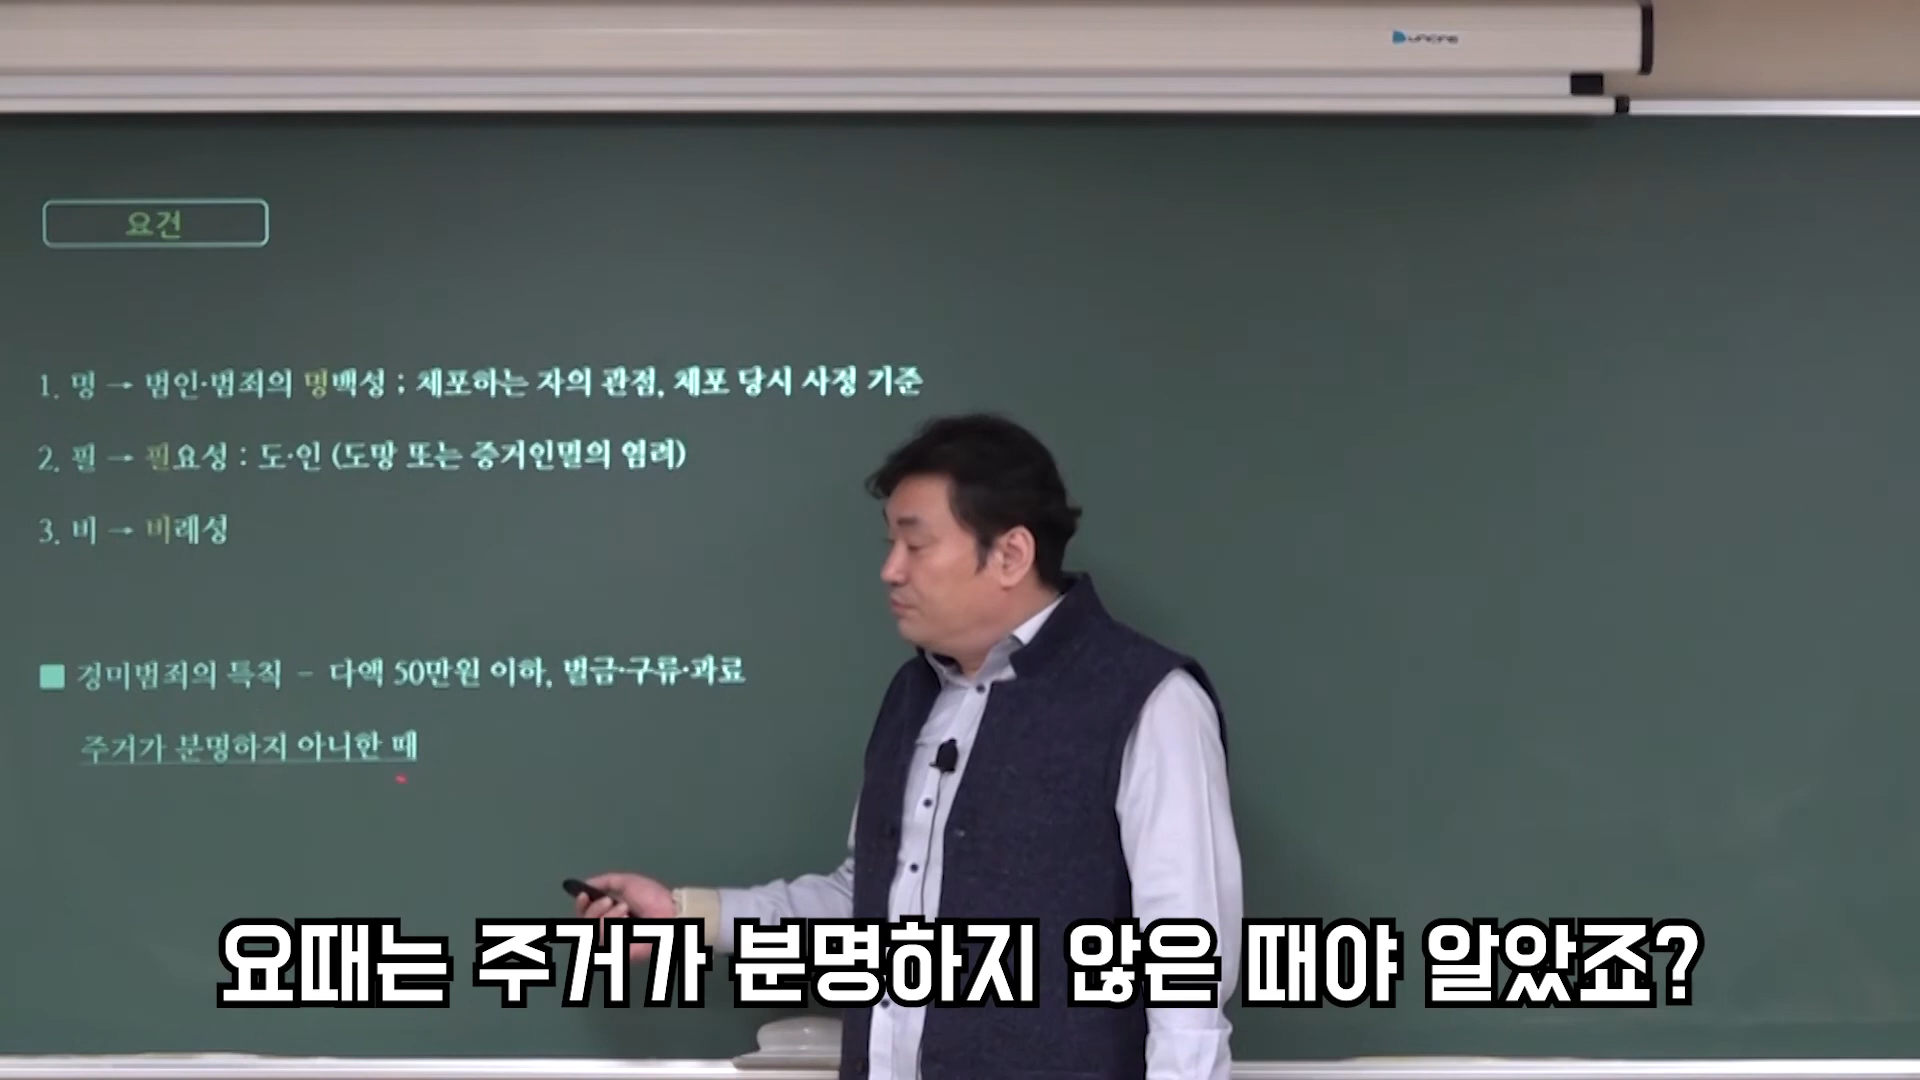 요건
1. 명 → 범인·범죄의 명백성 ; 체포하는 자의 관점, 체포 당시 사정 기준
2. 필 → 필요성 : 도·인 (도망 또는 증거인멸의 염려)
3. 비 → 비례성
■ 경미범죄의 특칙 - 다액 50만원 이하, 벌금·구류·과료
주거가 분명하지 아니한 때
요때는 주거가 분명하지 않은 때야 알았죠?